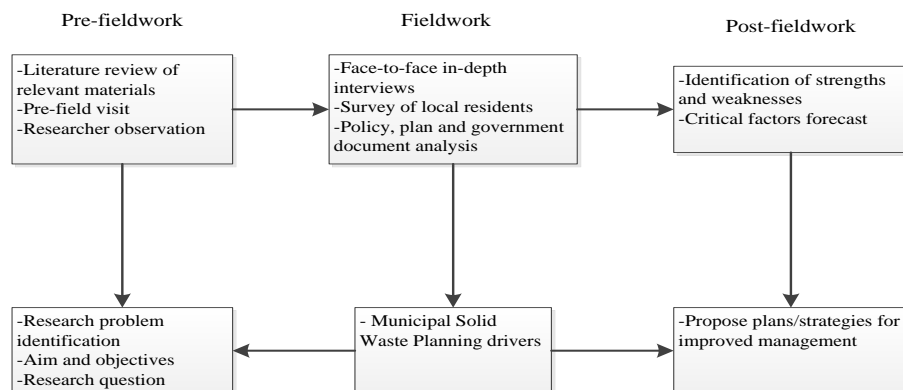 Pre-fieldwork
Fieldwork
Post-fieldwork
-Literature review of
relevant materials
-Pre-field visit
-Researcher observation
-Face-to-face in-depth
interviews
-Survey of local residents
-Policy, plan and government
document analysis
-Identification of strengths
and weaknesses
-Critical factors forecast
-Research problem
identification
-Aim and objectives
-Research question
- Municipal Solid
Waste Planning drivers
-Propose plans/strategies for
improved management